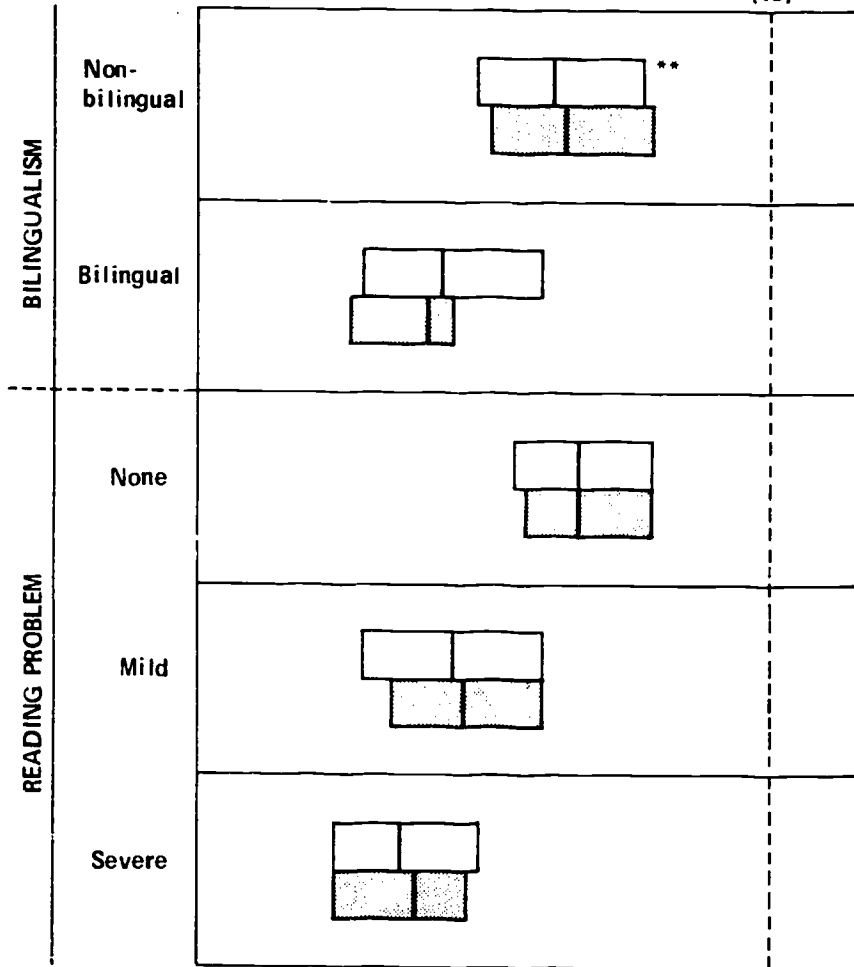 BILINGUALISM
Non-
bilingual
**
Bilingual
READING PROBLEM
None
Mild
Severe